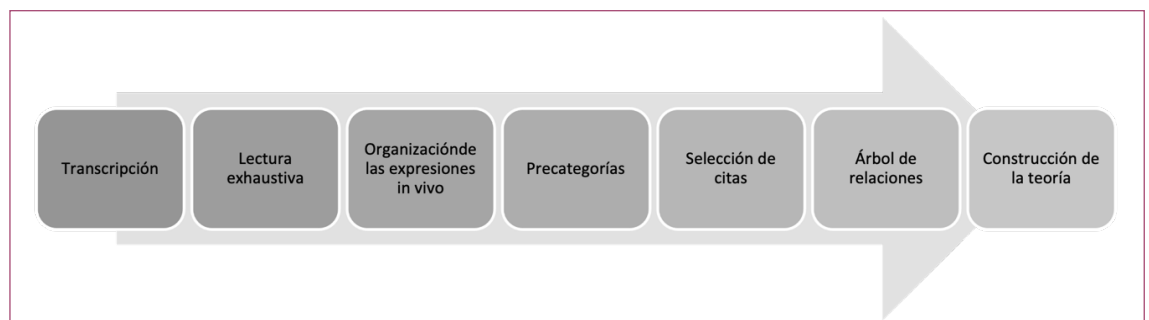 Transcripción
Lectura
exhaustiva
Organizaciónde
las expresiones
in vivo
Precategorías
Selección de
citas
Árbol de
relaciones
Construcción de
la teoría